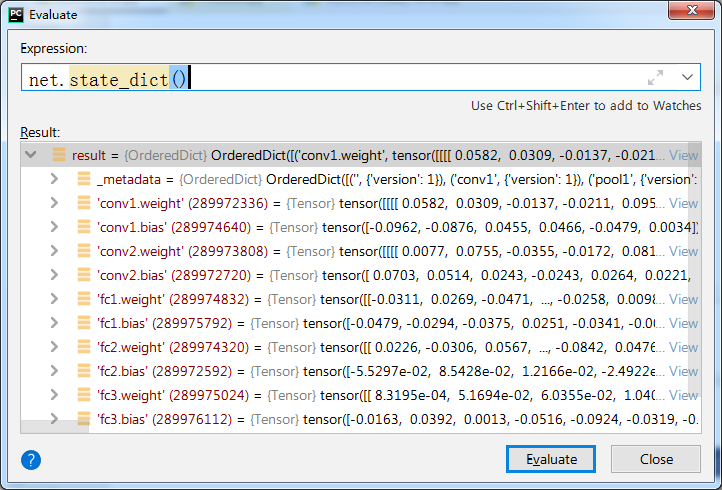 PC Evaluate
Expression:
net.state_dict()
Use Ctrl+Shift+Enter to add to Watches
Result:
result = {OrderedDict} OrderedDict([('conv1.weight', tensor([[[[ 0.0582, 0.0309, -0.0137, -0.021... View
_metadata = {OrderedDict} OrderedDict([('', {'version': 1}), ('conv1', {'version': 1}), ('pool1', {'version': View
'conv1.weight' (289972336) = {Tensor} tensor([[[[ 0.0582, 0.0309, -0.0137, -0.0211, 0.095... View
'conv1.bias' (289974640) = {Tensor} tensor([-0.0962, -0.0876, 0.0455, 0.0466, -0.0479, 0.0034])
'conv2.weight' (289973808) = {Tensor} tensor([[[[ 0.0077, 0.0755, -0.0355, -0.0172, 0.081... View
'conv2.bias' (289972720) = {Tensor} tensor([ 0.0703, 0.0514, 0.0243, -0.0243, 0.0264, 0.0221, View
'fc1.weight' (289974832) = {Tensor} tensor([[-0.0311, 0.0269, -0.0471, ..., -0.0258, 0.0098... View
'fc1.bias' (289975792) = {Tensor} tensor([-0.0479, -0.0294, -0.0375, 0.0251, -0.0341, -0.00... View
'fc2.weight' (289974320) = {Tensor} tensor([[ 0.0226, -0.0306, 0.0567, ..., -0.0842, 0.0476... View
'fc2.bias' (289972592) = {Tensor} tensor([-5.5297e-02, 8.5428e-02, 1.2166e-02, -2.4922e... View
'fc3.weight' (289975024) = {Tensor} tensor([[ 8.3195e-04, 5.1694e-04, 6.0355e-02, 1.040... View
'fc3.bias' (289976112) = {Tensor} tensor([-0.0163, 0.0392, 0.0013, -0.0516, -0.0924, -0.0319, -0.
? Evaluate Close